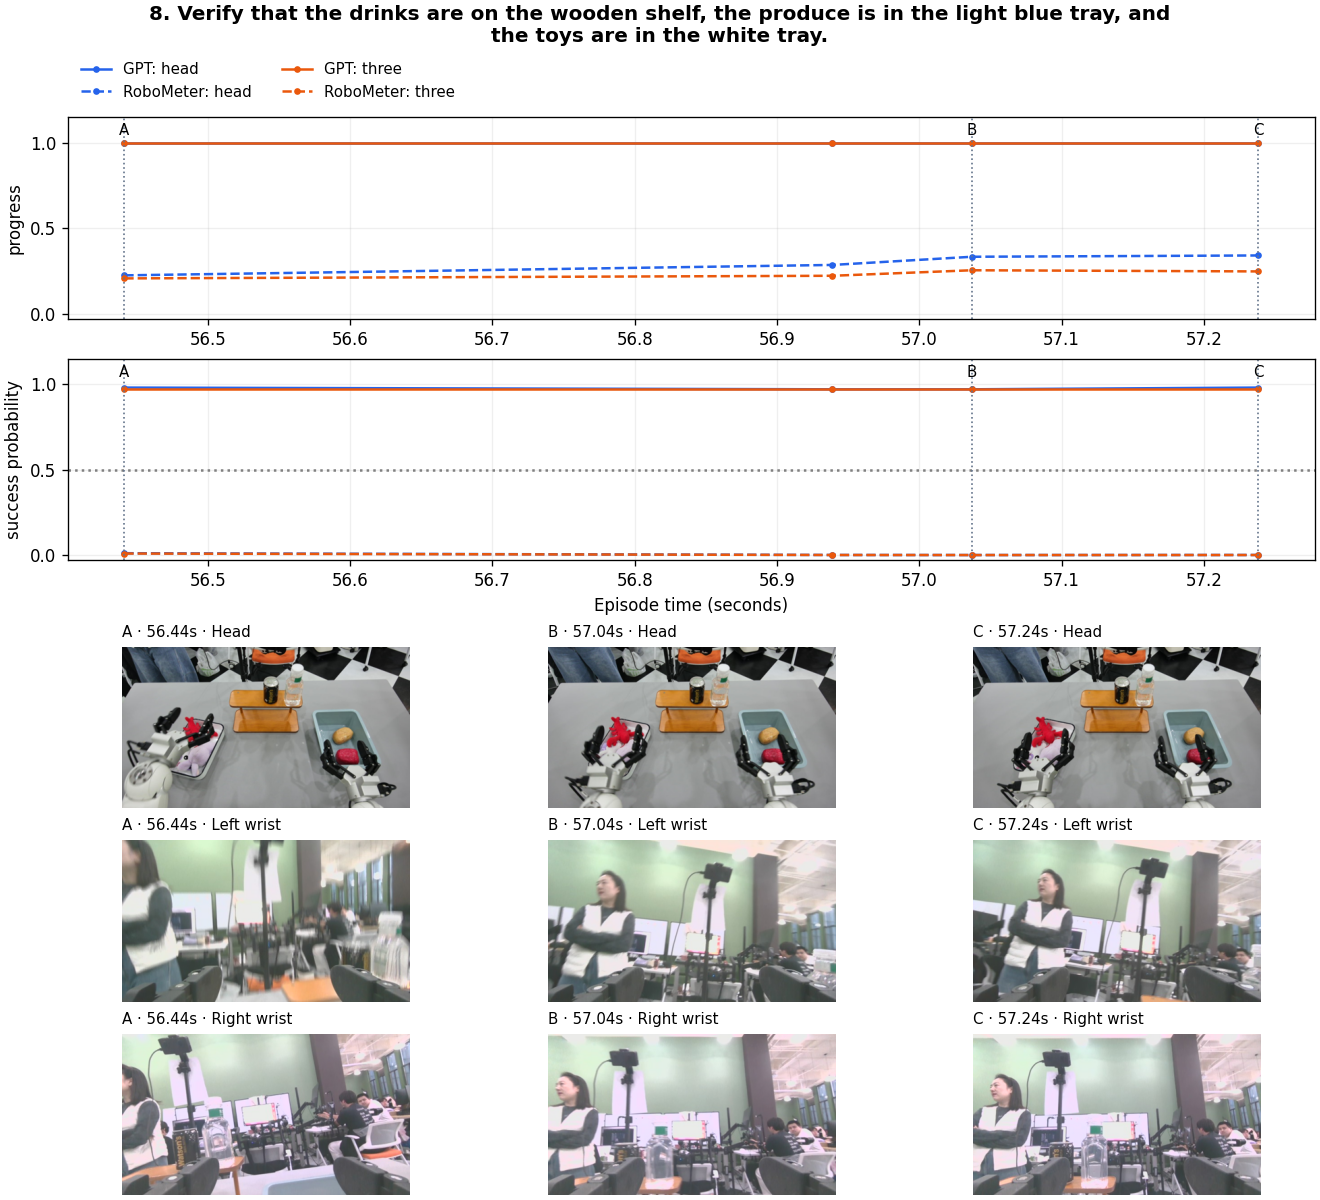 8. Verify that the drinks are on the wooden shelf, the produce is in the light blue tray, and
the toys are in the white tray.
GPT: head
GPT: three
RoboMeter: head
RoboMeter: three
A
B
C
1.0
0.5
0.0
progress
56.5
56.6
56.7
56.8
56.9
57.0
57.1
57.2
A
B
C
1.0
0.5
0.0
success probability
56.5
56.6
56.7
56.8
56.9
57.0
57.1
57.2
Episode time (seconds)
A · 56.44s · Head
B · 57.04s · Head
C · 57.24s · Head
A · 56.44s · Left wrist
B · 57.04s · Left wrist
C · 57.24s · Left wrist
A · 56.44s · Right wrist
B · 57.04s · Right wrist
C · 57.24s · Right wrist